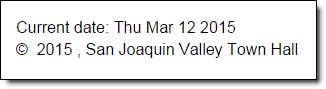 Current date: Thu Mar 12 2015
© 2015 , San Joaquin Valley Town Hall